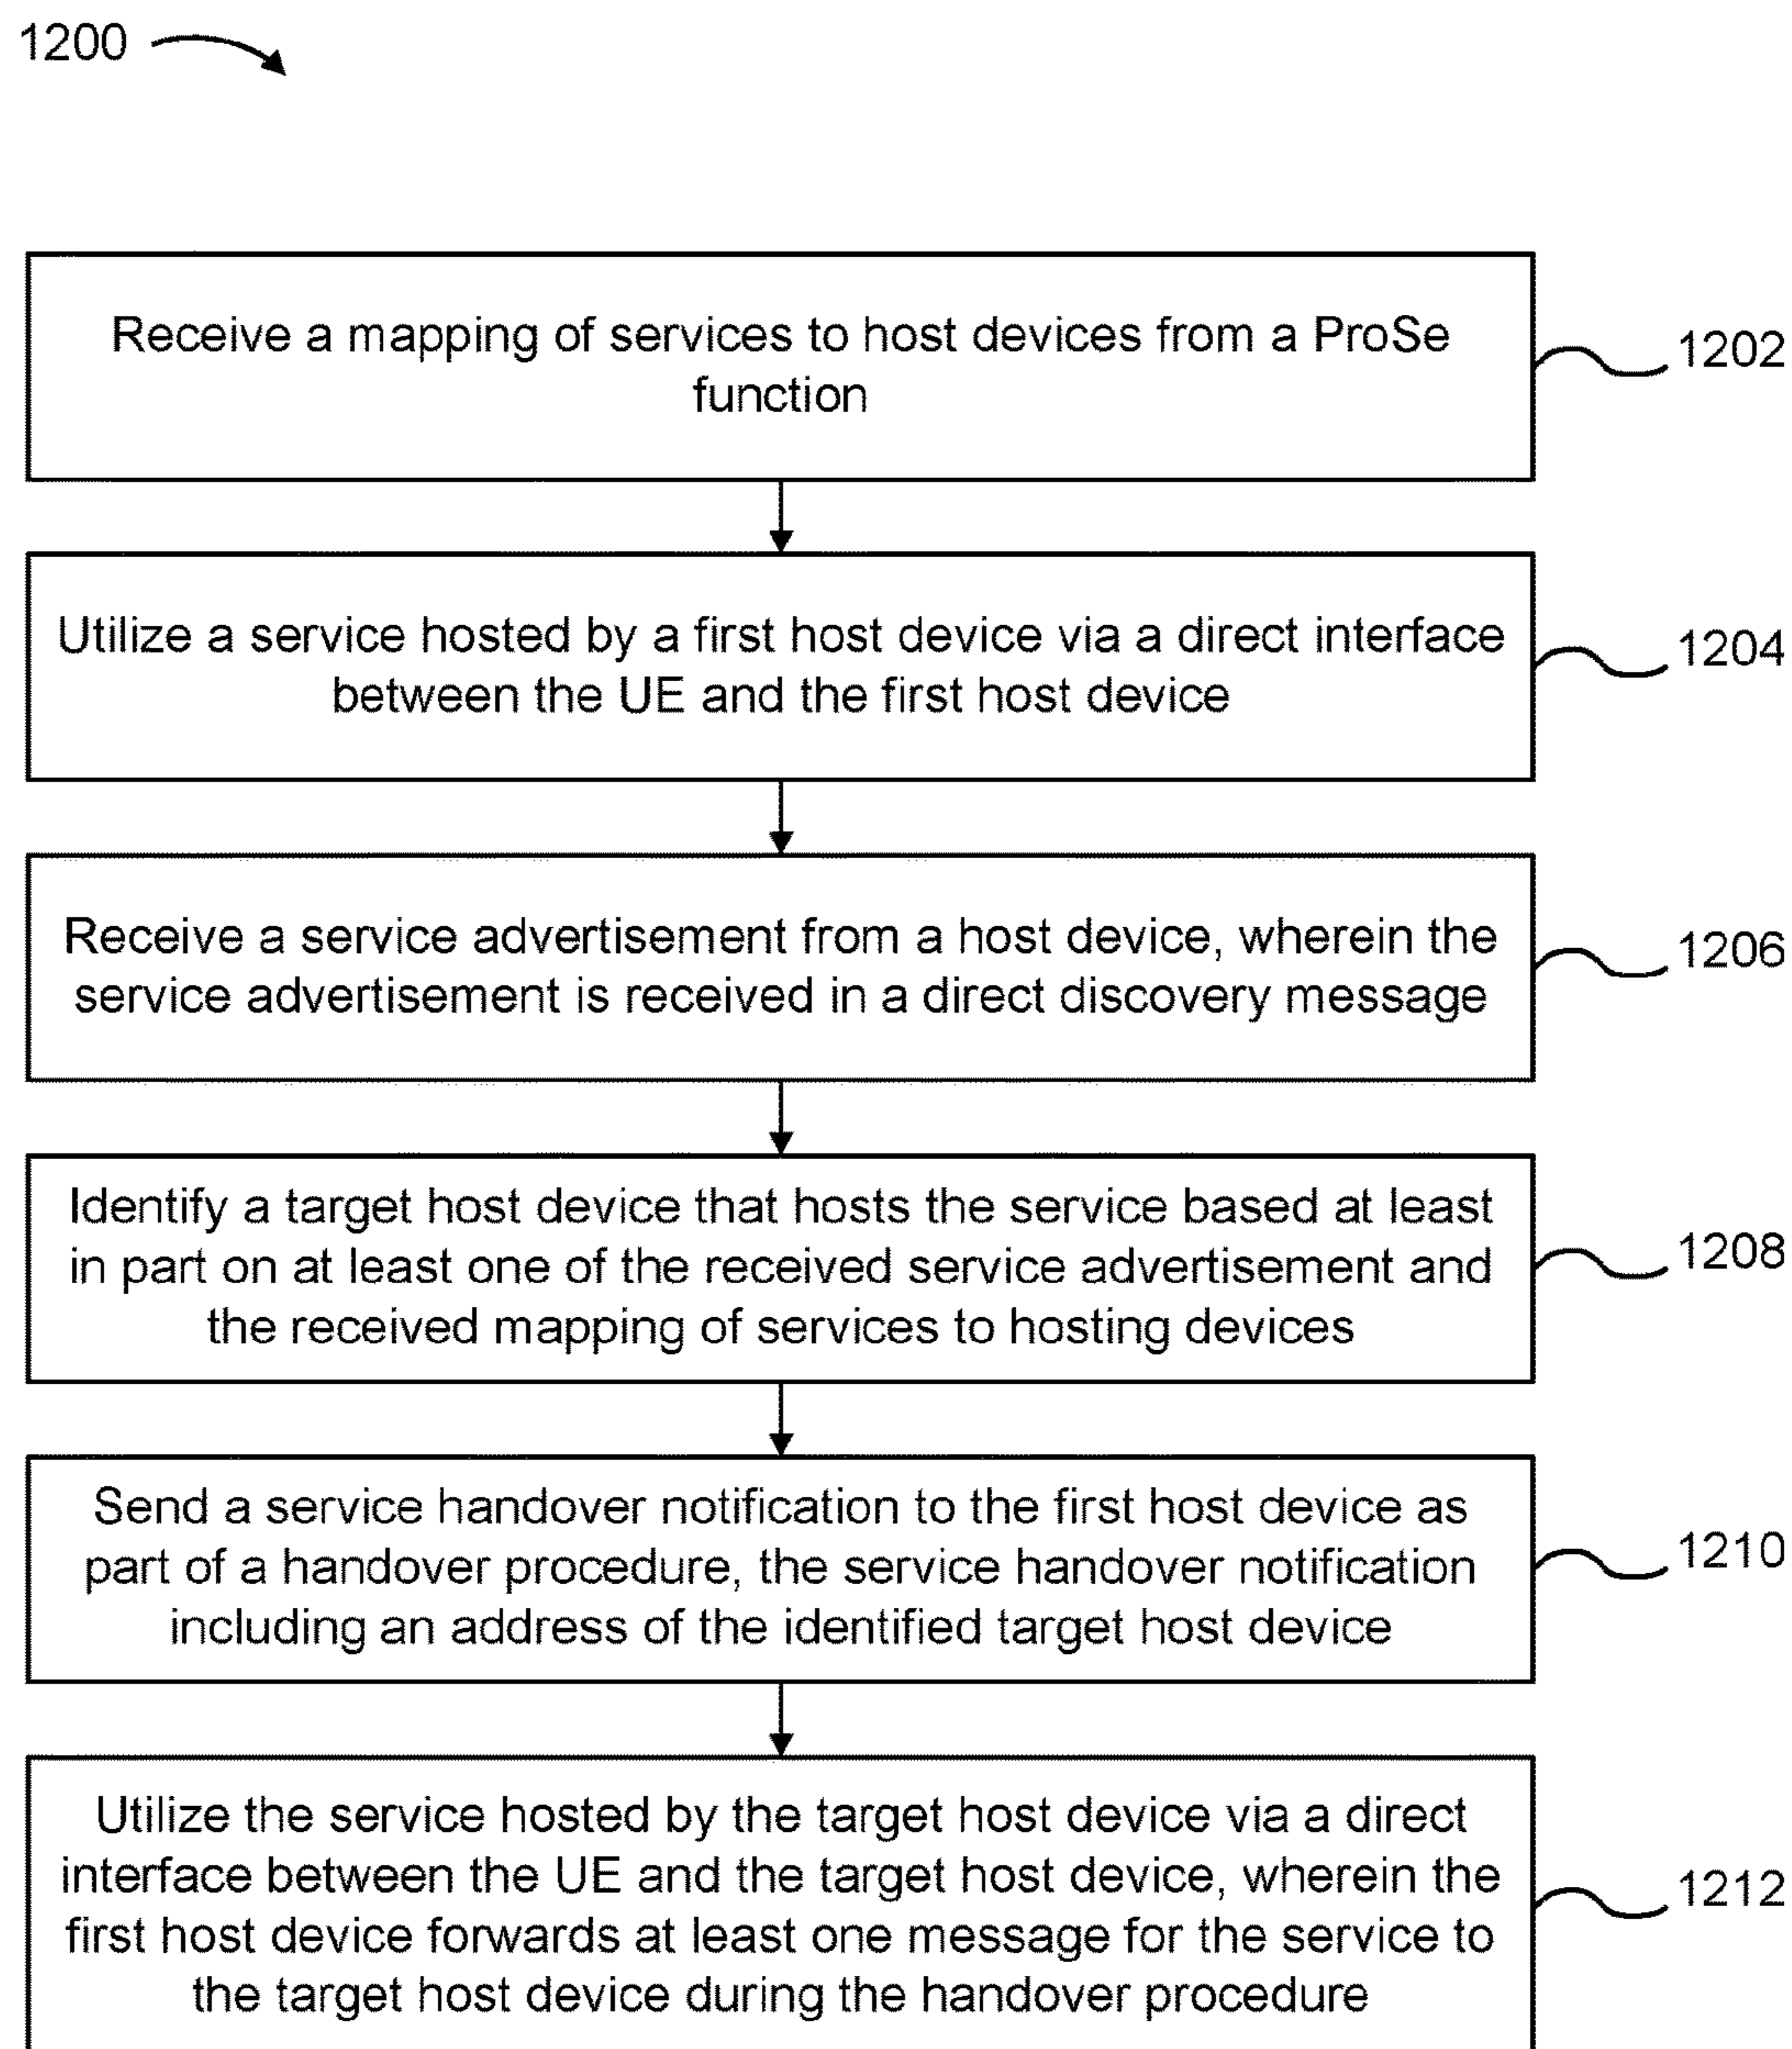 1200
Receive a mapping of services to host devices from a ProSe
function
1202
Utilize a service hosted by a first host device via a direct interface
between the UE and the first host device
1204
Receive a service advertisement from a host device, wherein the
service advertisement is received in a direct discovery message
1206
Identify a target host device that hosts the service based at least
in part on at least one of the received service advertisement and
the received mapping of services to hosting devices
1208
Send a service handover notification to the first host device as
part of a handover procedure, the service handover notification
including an address of the identified target host device
1210
Utilize the service hosted by the target host device via a direct
interface between the UE and the target host device, wherein the
first host device forwards at least one message for the service to
the target host device during the handover procedure
1212